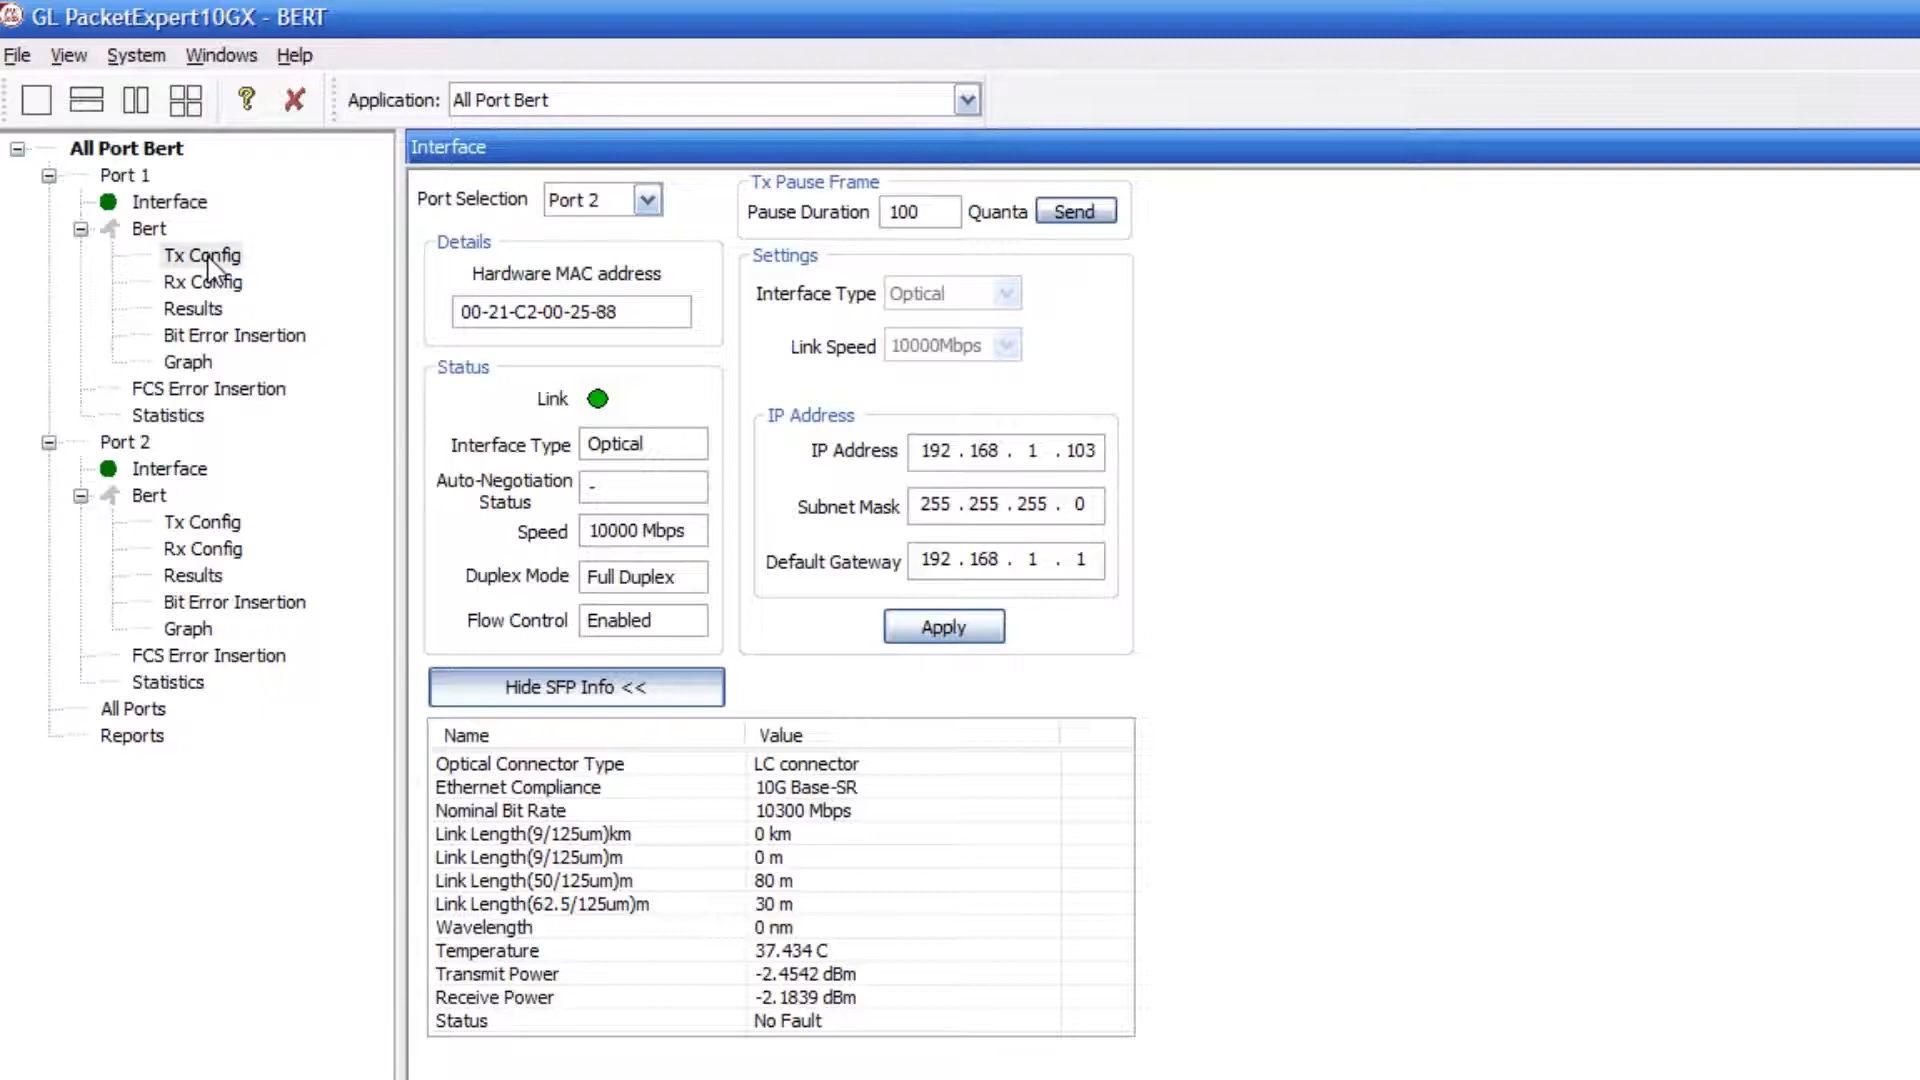 GL PacketExpert10GX - BERT
File View System Windows Help
? Application: All Port Bert
All Port Bert
Port 1
Interface
Bert
Tx Config
Rx Config
Results
Bit Error Insertion
Graph
FCS Error Insertion
Statistics
Port 2
Interface
Bert
Tx Config
Rx Config
Results
Bit Error Insertion
Graph
FCS Error Insertion
Statistics
All Ports
Reports
Interface
Port Selection Port 2
Details
Hardware MAC address
00-21-C2-00-25-88
Status
Link
Interface Type Optical
Auto-Negotiation Status -
Speed 10000 Mbps
Duplex Mode Full Duplex
Flow Control Enabled
Tx Pause Frame
Pause Duration 100 Quanta Send
Settings
Interface Type Optical
Link Speed 10000Mbps
IP Address
IP Address 192 . 168 . 1 . 103
Subnet Mask 255 . 255 . 255 . 0
Default Gateway 192 . 168 . 1 . 1
Apply
Hide SFP Info <<
Name Value
Optical Connector Type LC connector
Ethernet Compliance 10G Base-SR
Nominal Bit Rate 10300 Mbps
Link Length(9/125um)km 0 km
Link Length(9/125um)m 0 m
Link Length(50/125um)m 80 m
Link Length(62.5/125um)m 30 m
Wavelength 0 nm
Temperature 37.434 C
Transmit Power -2.4542 dBm
Receive Power -2.1839 dBm
Status No Fault